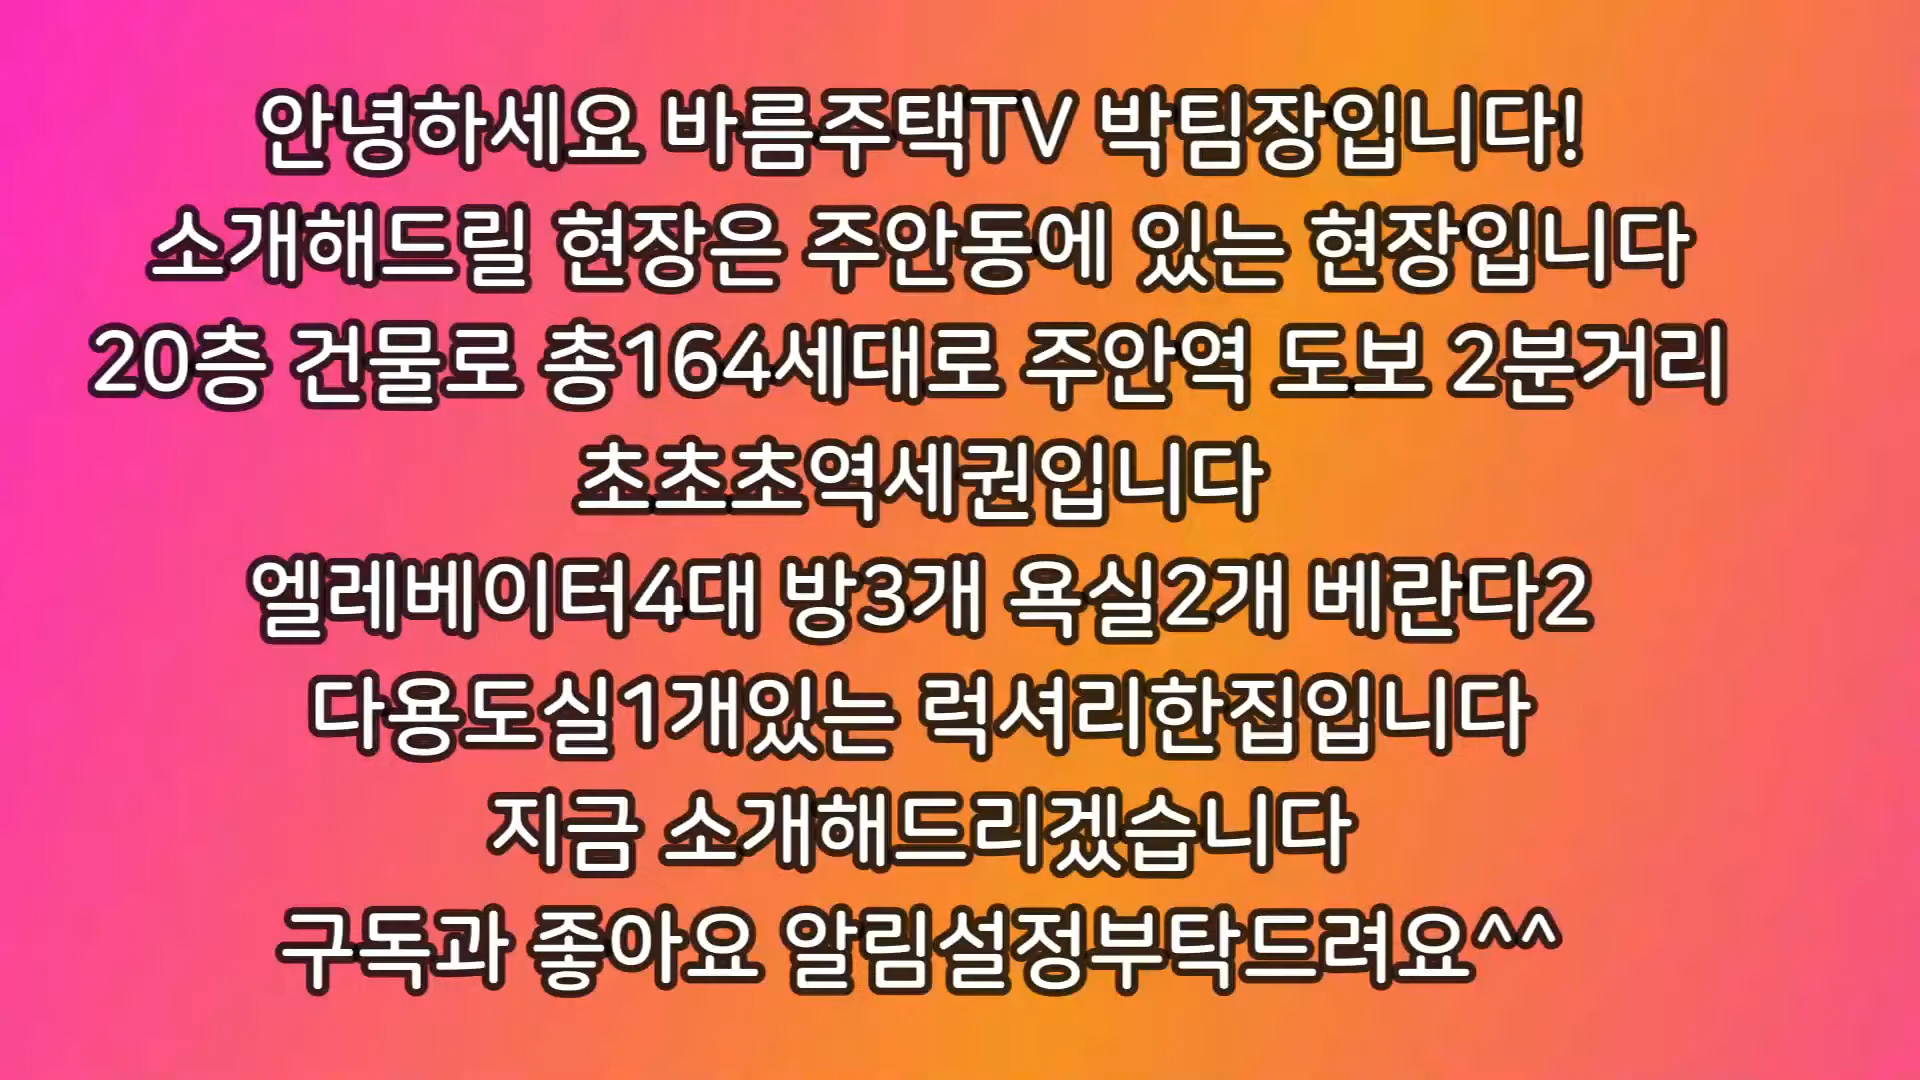 안녕하세요 바름주택TV 박팀장입니다!
소개해드릴 현장은 주안동에 있는 현장입니다
20층 건물로 총164세대로 주안역 도보 2분거리
초초초역세권입니다
엘레베이터4대 방3개 욕실2개 베란다2
다용도실1개있는 럭셔리한집입니다
지금 소개해드리겠습니다
구독과 좋아요 알림설정부탁드려요^^